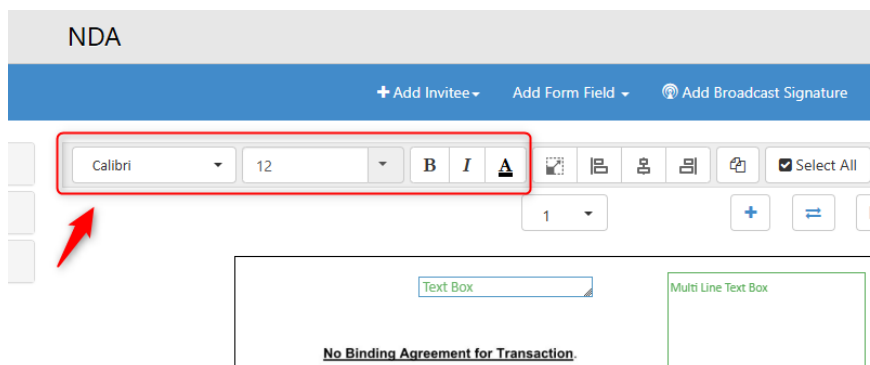 NDA
Add Invitee Add Form Field Add Broadcast Signature
Calibri 12 B I A Select All
1
Text Box Multi Line Text Box
No Binding Agreement for Transaction.